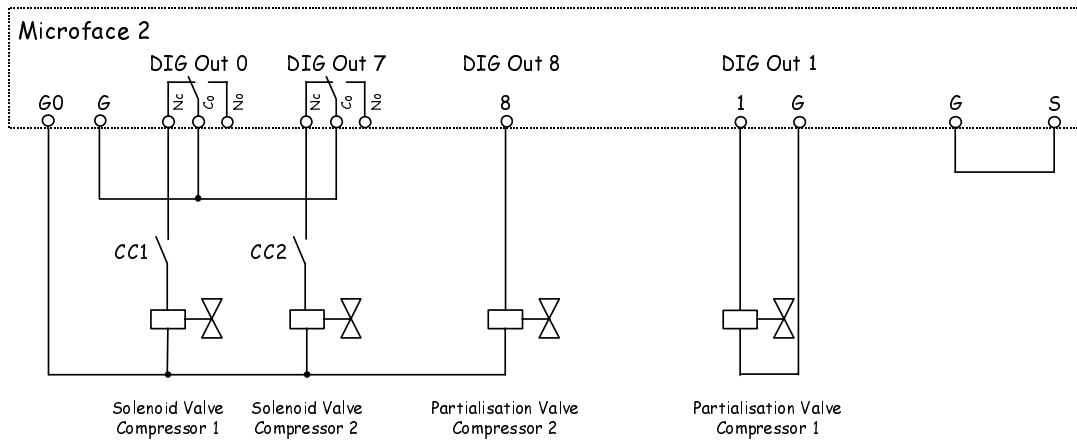 Microface 2
DIG Out 0
DIG Out 7
DIG Out 8
DIG Out 1
G0
G
Nc
Co
No
Nc
Co
No
8
1
G
G
S
CC1
CC2
Solenoid Valve
Compressor 1
Solenoid Valve
Compressor 2
Partialisation Valve
Compressor 2
Partialisation Valve
Compressor 1